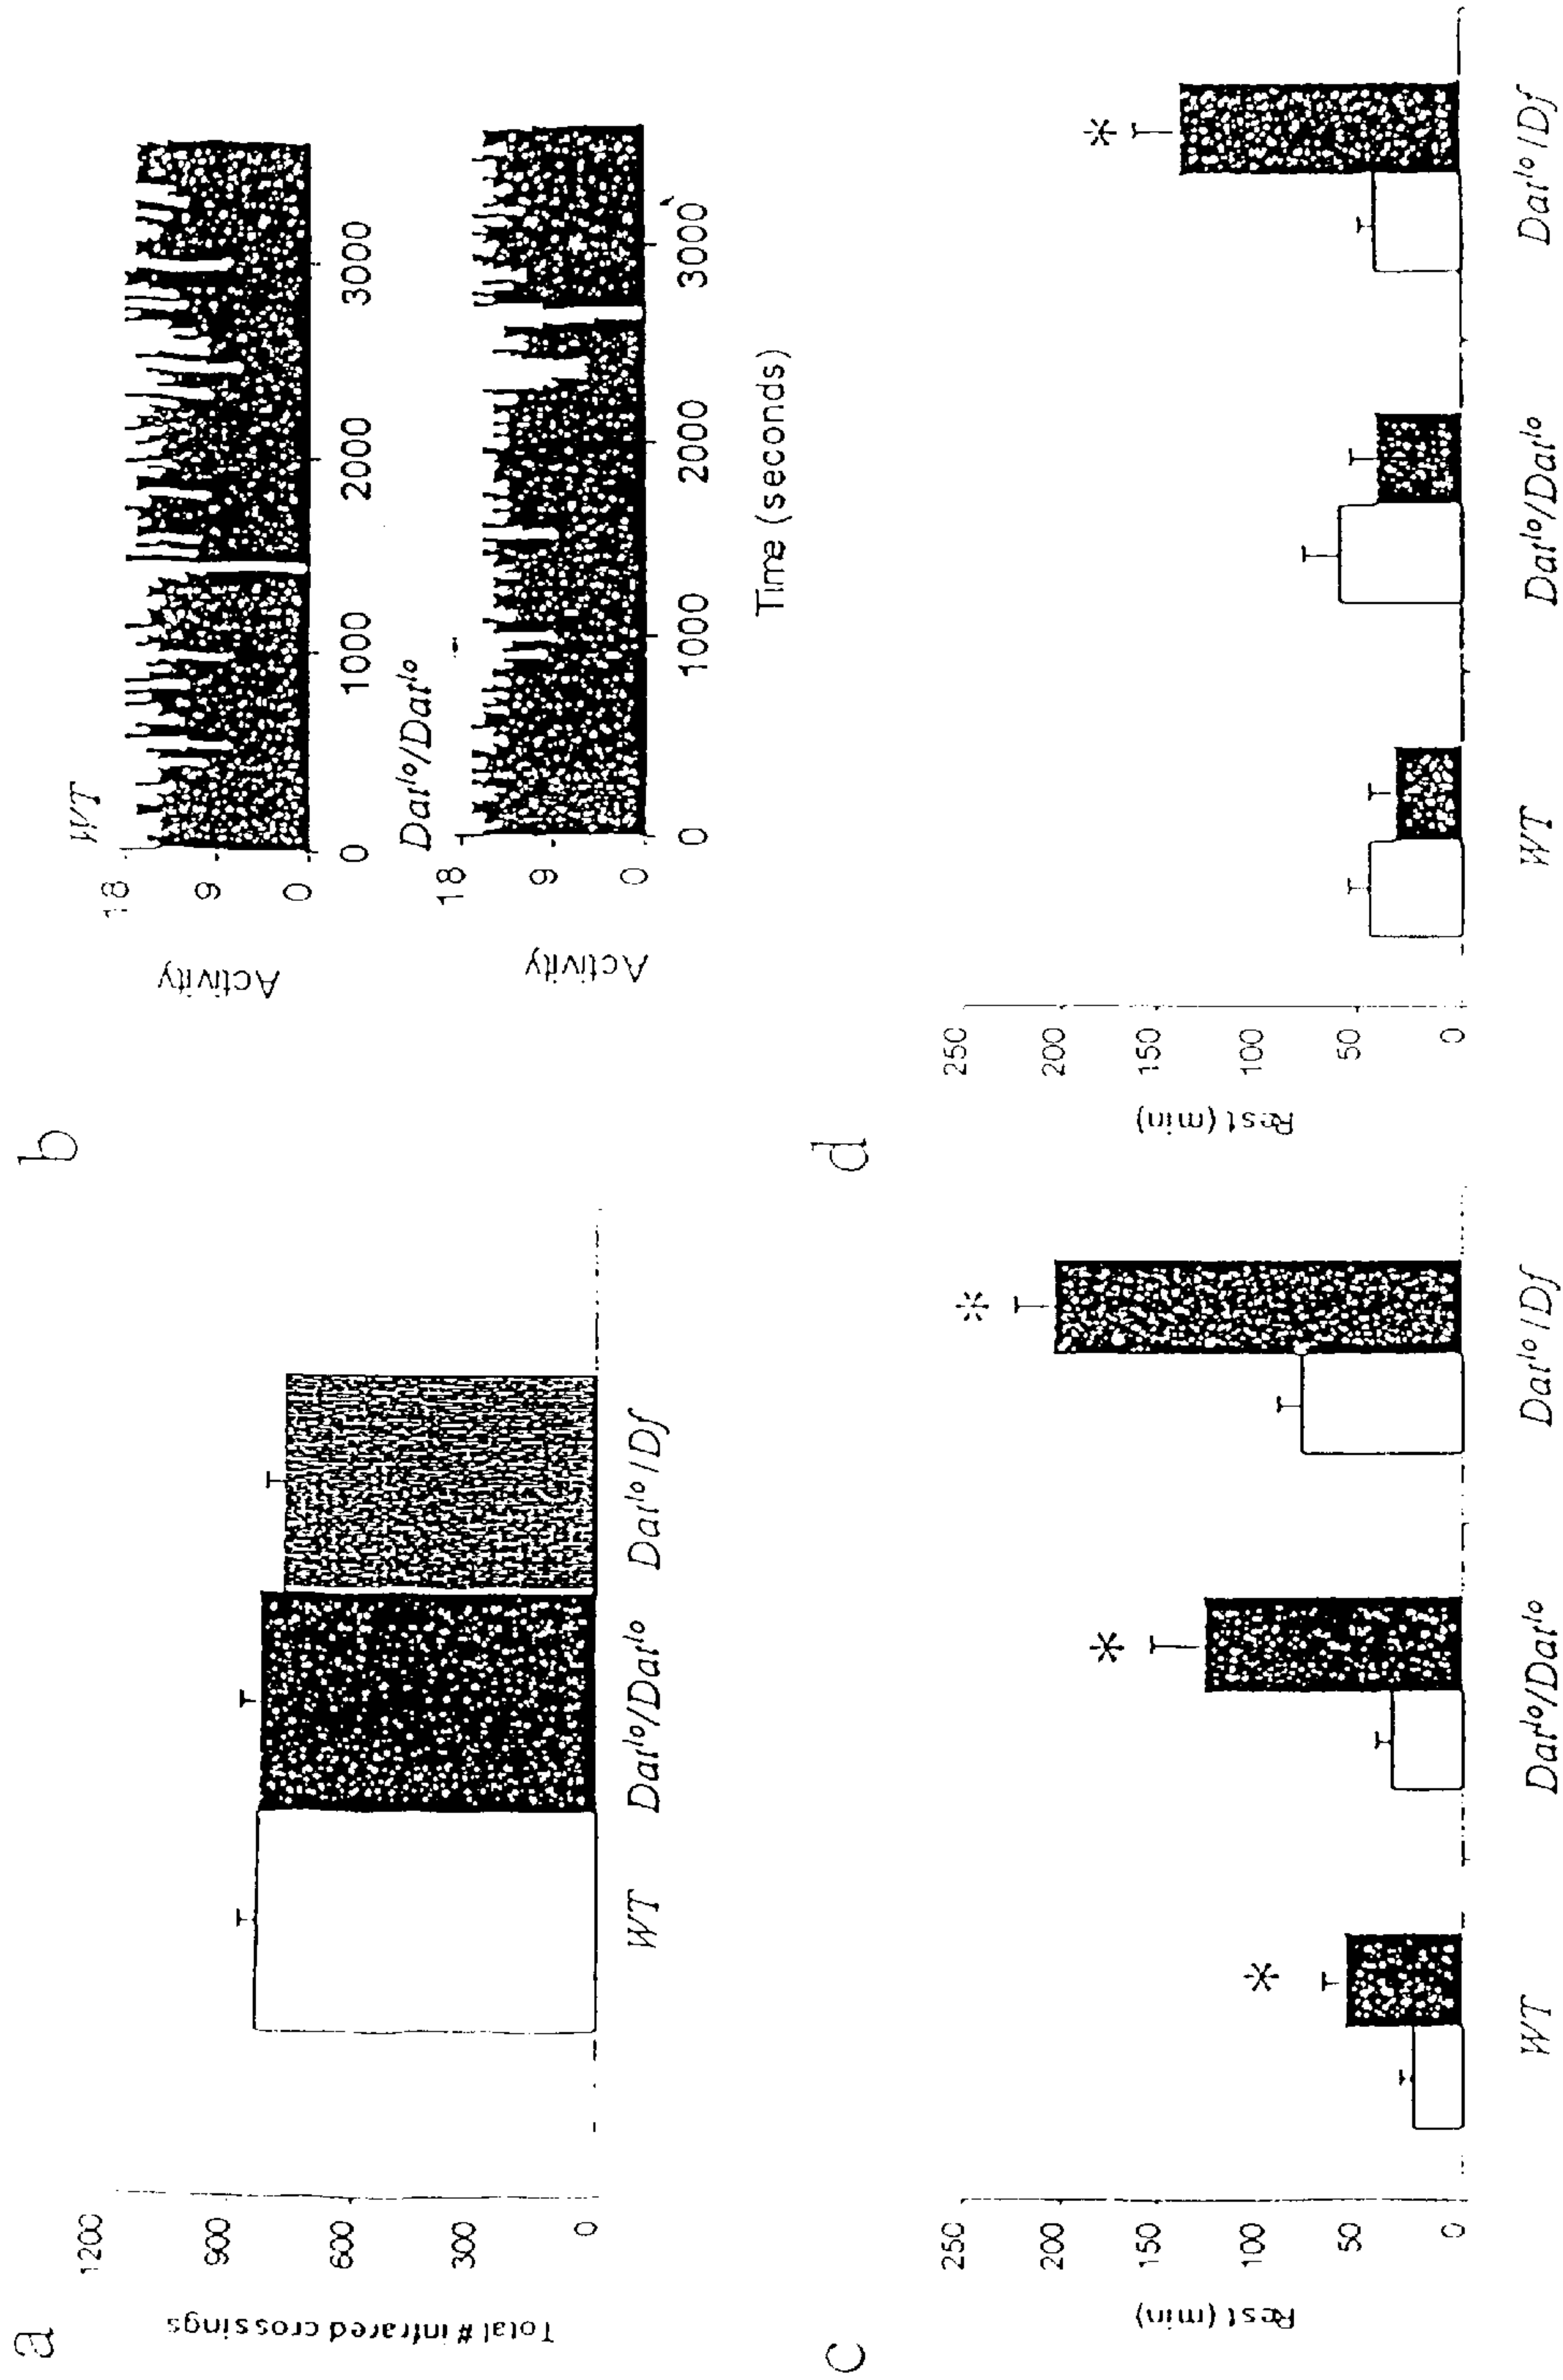 a
Total # infrared crossings
1200
900
600
300
0
WT
Dat^lo/Dat^lo
Dat^lo/Df
b
WT
Activity
18
9
0
0
1000
2000
3000
Dat^lo/Dat^lo
Activity
18
9
0
0
1000
2000
3000
Time (seconds)
c
Rest (min)
250
200
150
100
50
0
*
*
*
WT
Dat^lo/Dat^lo
Dat^lo/Df
d
Rest (min)
250
200
150
100
50
0
*
WT
Dat^lo/Dat^lo
Dat^lo/Df